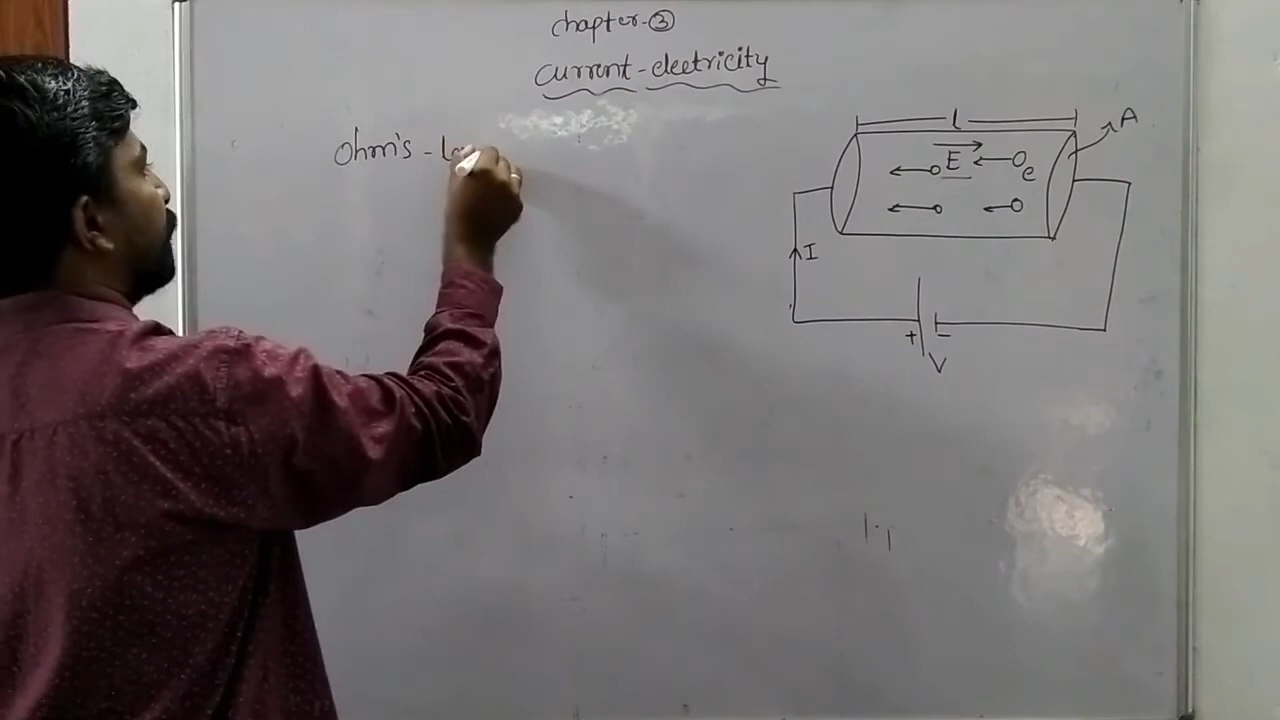 chapter-③
current-electricity
ohm's - La
l
A
E
e
I
+ -
V